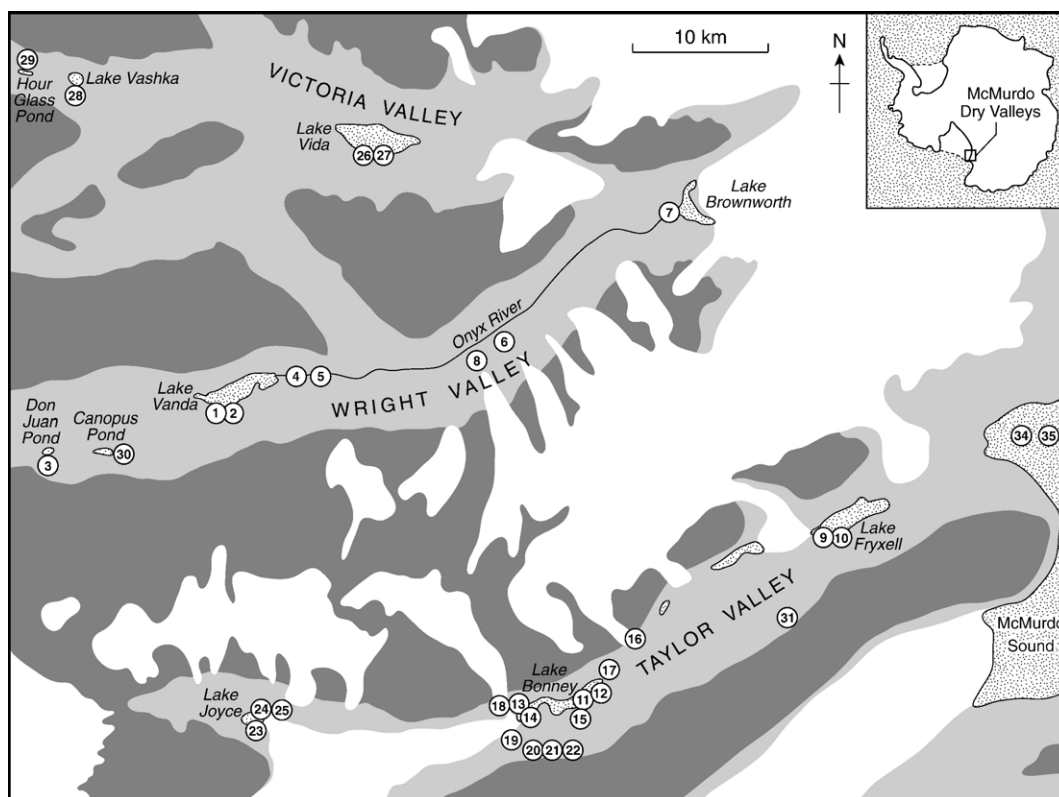 29
Hour
Glass
Pond
28
Lake Vashka
VICTORIA VALLEY
Lake
Vida
26
27
10 km
N
McMurdo
Dry Valleys
Lake
Brownworth
7
Onyx River
6
8
WRIGHT VALLEY
4
5
Lake
Vanda
1
2
Don
Juan
Pond
3
Canopus
Pond
30
34
35
9
10
Lake
Fryxell
McMurdo
Sound
31
TAYLOR VALLEY
16
17
Lake
Bonney
11
12
18
13
14
15
19
20
21
22
Lake
Joyce
24
25
23